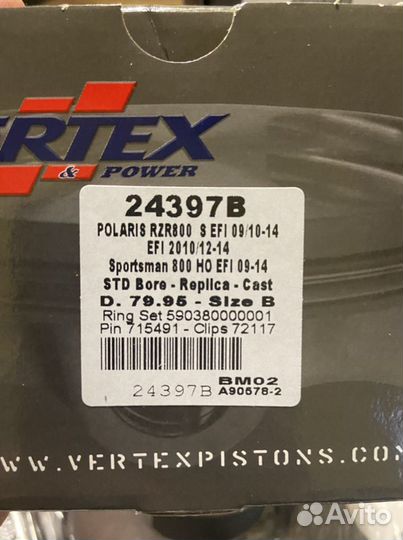 ERTEX
& POWER
24397B
POLARIS RZR800 S EFI 09/10-14
EFI 2010/12-14
Sportsman 800 HO EFI 09-14
STD Bore - Replica - Cast
D. 79.95 - Size B
Ring Set 590380000001
Pin 715491 - Clips 72117
24397B
BM02
A90578-2
WWW.VERTEXPISTONS.COM
Avito